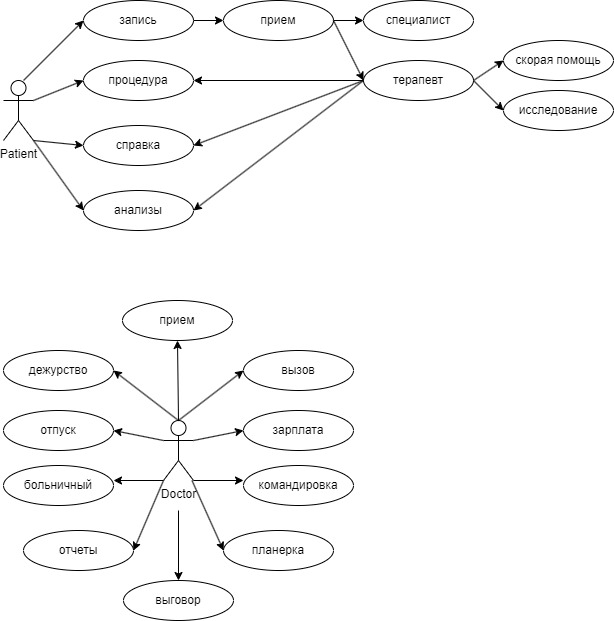 запись
прием
специалист
процедура
терапевт
скорая помощь
исследование
справка
Patient
анализы
прием
дежурство
вызов
отпуск
зарплата
больничный
Doctor
командировка
отчеты
планерка
выговор